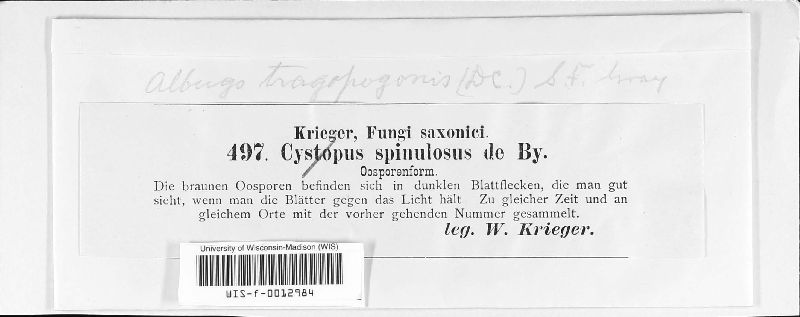 Albugo tragopogonis (DC.) S. F. Gray
Krieger, Fungi saxonici.
497. Cystopus spinulosus de By.
Oosporenform.
Die braunen Oosporen befinden sich in dunklen Blattflecken, die man gut
sieht, wenn man die Blätter gegen das Licht hält. Zu gleicher Zeit und an
gleichem Orte mit der vorher gehenden Nummer gesammelt.
leg. W. Krieger.
University of Wisconsin-Madison (WIS)
WIS-f-0012984